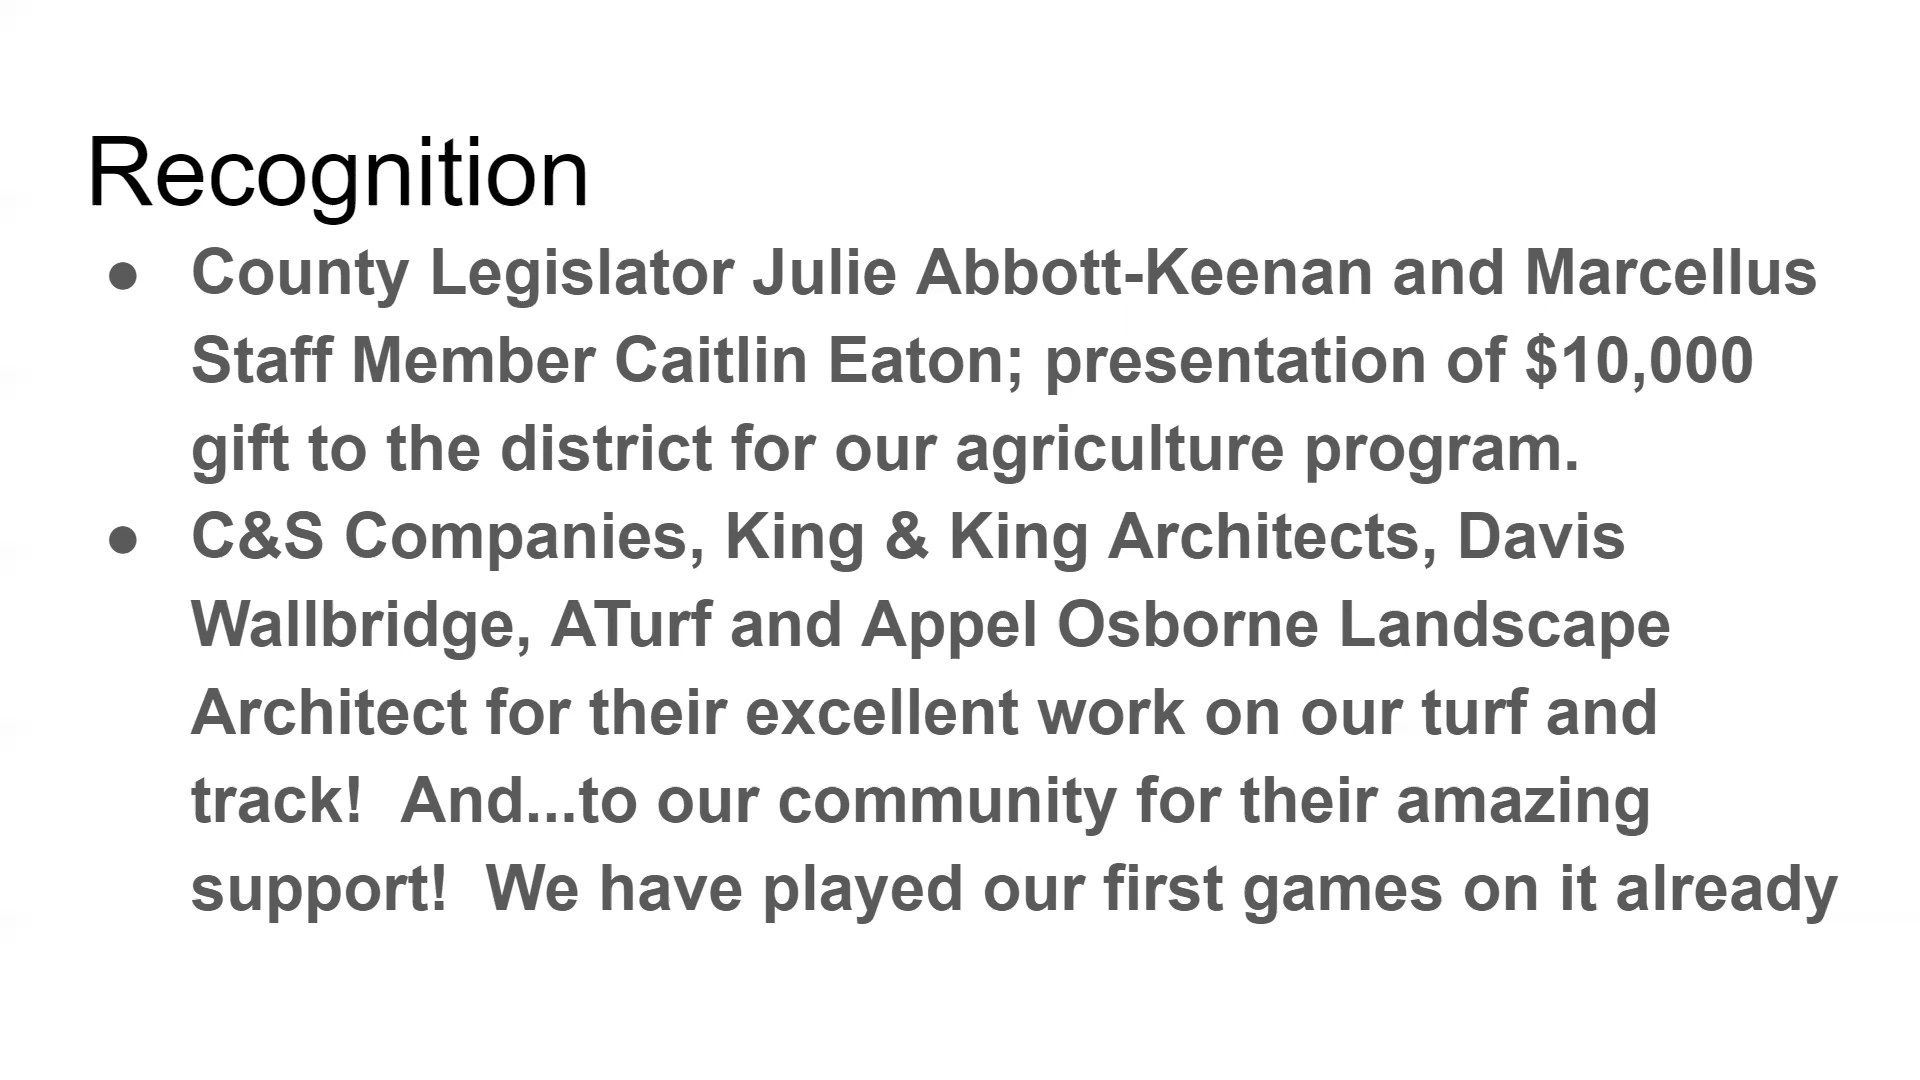 Recognition
● County Legislator Julie Abbott-Keenan and Marcellus
Staff Member Caitlin Eaton; presentation of $10,000
gift to the district for our agriculture program.
● C&S Companies, King & King Architects, Davis
Wallbridge, ATurf and Appel Osborne Landscape
Architect for their excellent work on our turf and
track!  And...to our community for their amazing
support!  We have played our first games on it already